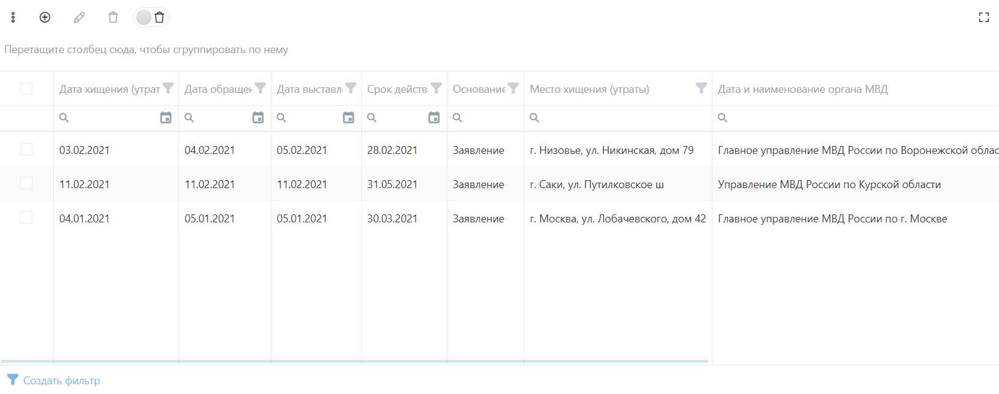 Перетащите столбец сюда, чтобы сгруппировать по нему
Дата хищения (утрат Дата обращен Дата выставл Срок действ Основание Место хищения (утраты) Дата и наименование органа МВД
03.02.2021 04.02.2021 05.02.2021 28.02.2021 Заявление г. Низовье, ул. Никинская, дом 79 Главное управление МВД России по Воронежской облас
11.02.2021 11.02.2021 11.02.2021 31.05.2021 Заявление г. Саки, ул. Путилковское ш Управление МВД России по Курской области
04.01.2021 05.01.2021 05.01.2021 30.03.2021 Заявление г. Москва, ул. Лобачевского, дом 42 Главное управление МВД России по г. Москве
Создать фильтр